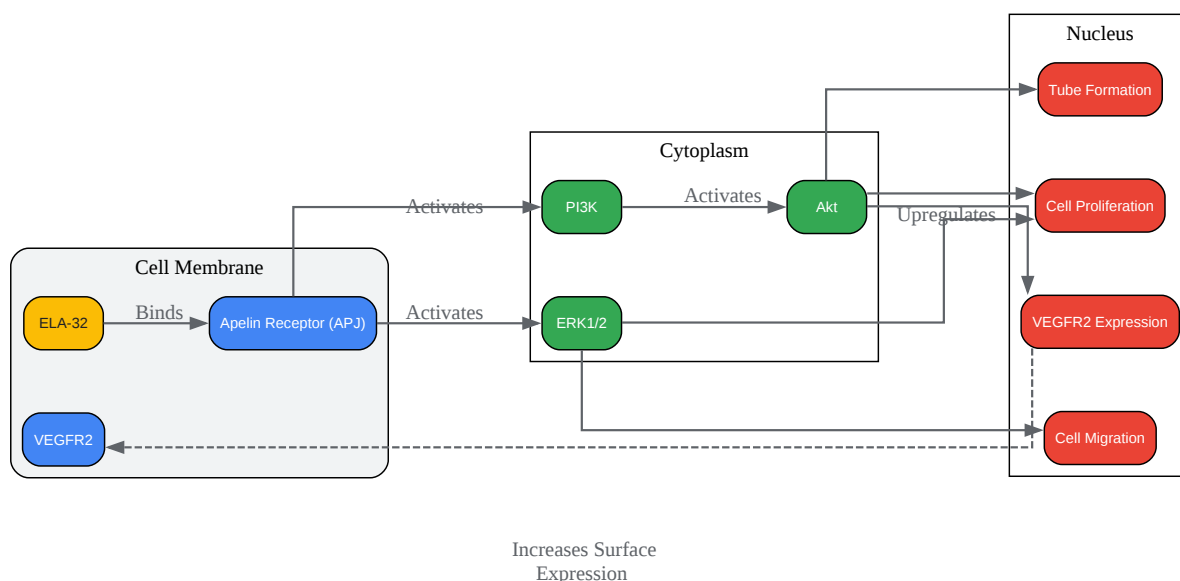 Nucleus
Tube Formation
Cytoplasm
Activates
PI3K
Activates
Akt
Upregulates
Cell Proliferation
Cell Membrane
ELA-32
Binds
Apelin Receptor (APJ)
Activates
ERK1/2
VEGFR2 Expression
VEGFR2
Cell Migration
Increases Surface
Expression